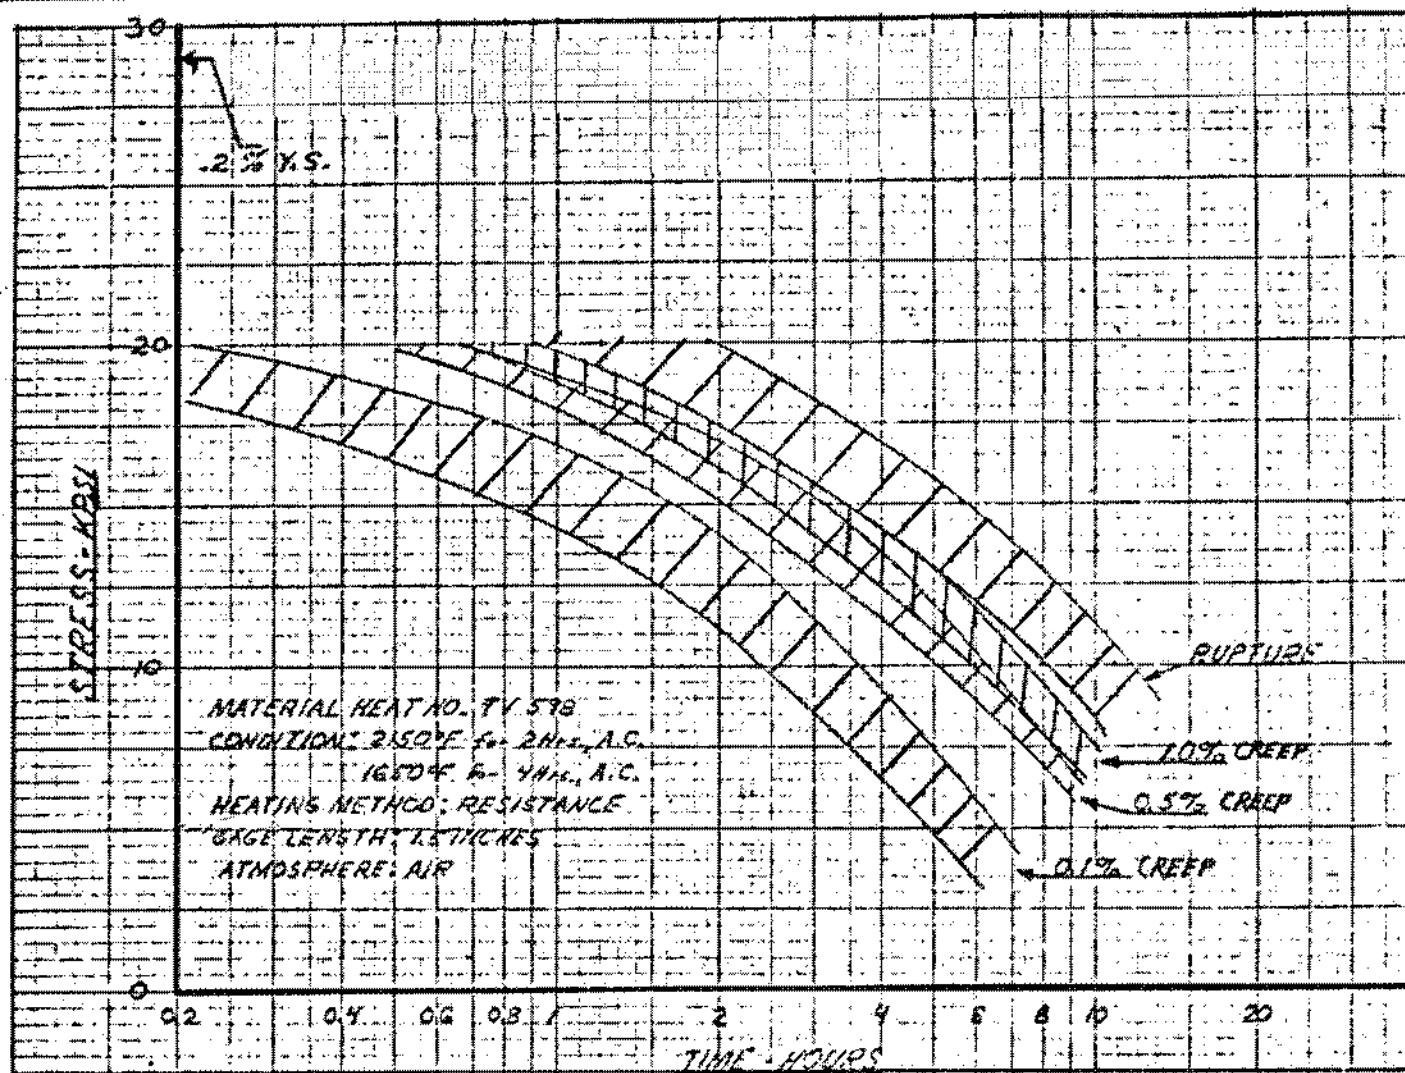 30
.2% Y.S.
20
STRESS-KPSI
10
RUPTURE
MATERIAL HEAT NO. TV 598
CONDITION: 2150°F for 2Hrs., A.C.
1650°F for 4Hrs., A.C.
1.0% CREEP
HEATING METHOD: RESISTANCE
0.5% CREEP
GAGE LENGTH: 1.5 INCHES
ATMOSPHERE: AIR
0.1% CREEP
0
0.2 0.4 0.6 0.8 1 2 4 6 8 10 20
TIME - HOURS